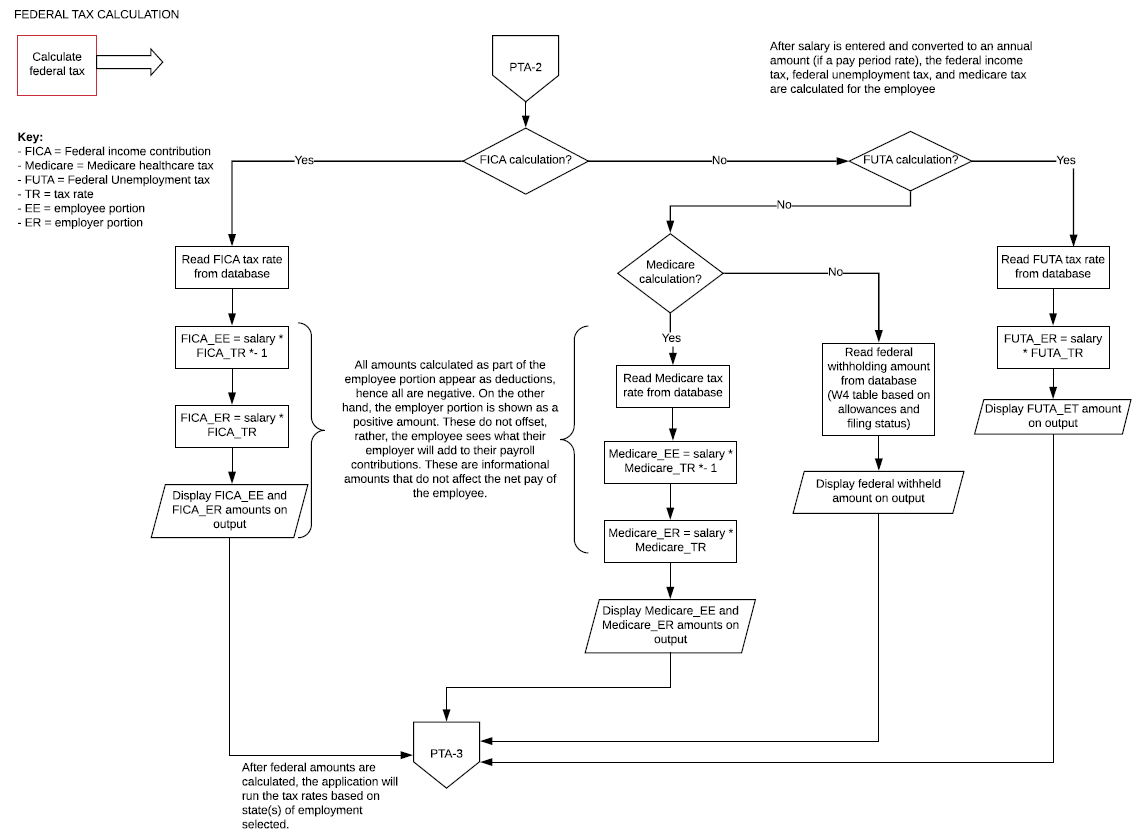 FEDERAL TAX CALCULATION
Calculate
federal tax
PTA-2
After salary is entered and converted to an annual
amount (if a pay period rate), the federal income
tax, federal unemployment tax, and medicare tax
are calculated for the employee
Key:
- FICA = Federal income contribution
- Medicare = Medicare healthcare tax
- FUTA = Federal Unemployment tax
- TR = tax rate
- EE = employee portion
- ER = employer portion
Yes
FICA calculation?
No
FUTA calculation?
Yes
No
Read FICA tax rate
from database
FICA_EE = salary *
FICA_TR *- 1
FICA_ER = salary *
FICA_TR
Display FICA_EE and
FICA_ER amounts on
output
All amounts calculated as part of the
employee portion appear as deductions,
hence all are negative. On the other
hand, the employer portion is shown as a
positive amount. These do not offset,
rather, the employee sees what their
employer will add to their payroll
contributions. These are informational
amounts that do not affect the net pay of
the employee.
Medicare
calculation?
No
Yes
Read Medicare tax
rate from database
Medicare_EE = salary *
Medicare_TR *- 1
Medicare_ER = salary *
Medicare_TR
Display Medicare_EE and
Medicare_ER amounts on
output
Read federal
withholding amount
from database
(W4 table based on
allowances and
filing status)
Display federal withheld
amount on output
Read FUTA tax rate
from database
FUTA_ER = salary
* FUTA_TR
Display FUTA_ET amount
on output
PTA-3
After federal amounts are
calculated, the application will
run the tax rates based on
state(s) of employment
selected.